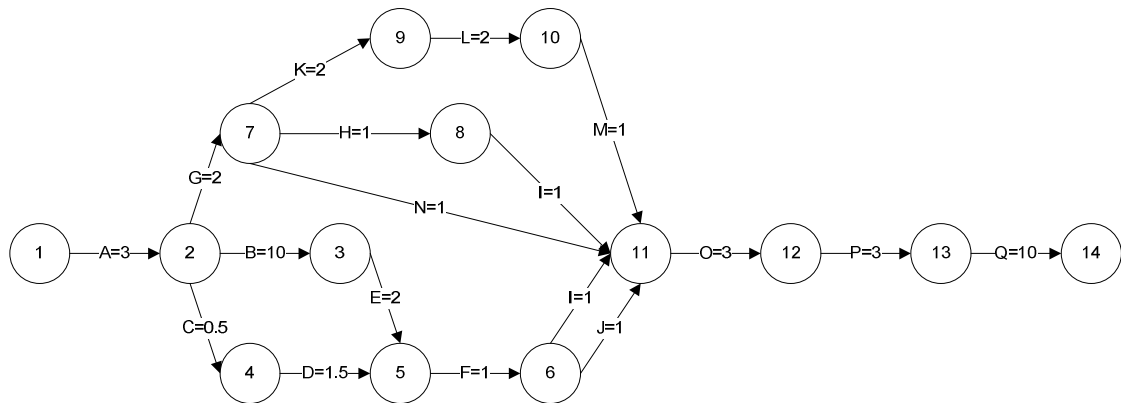 9
L=2
10
K=2
7
H=1
8
M=1
G=2
N=1
I=1
1
A=3
2
B=10
3
11
O=3
12
P=3
13
Q=10
14
E=2
I=1
C=0.5
J=1
4
D=1.5
5
F=1
6